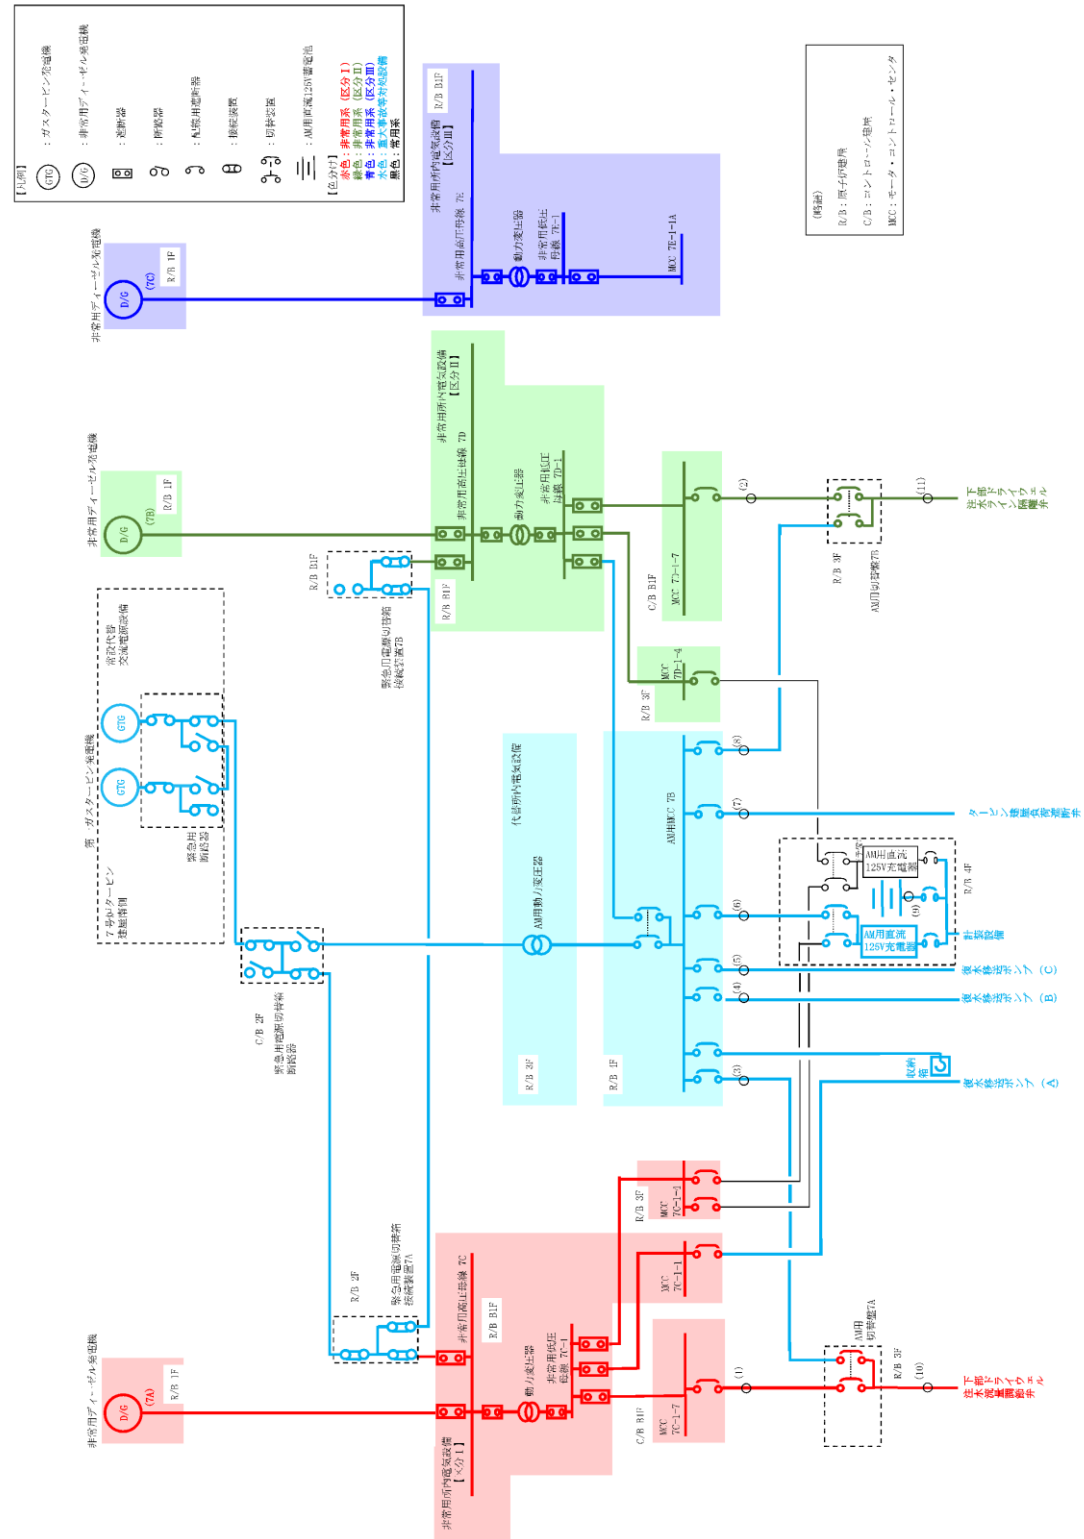 【凡例】
GTG
：ガスタービン発電機
D/G
：非常用ディーゼル発電機
：遮断器
：断路器
：配線用遮断器
：接続装置
：切替装置
：AM用直流125V蓄電池
【色分け】
赤色：非常用系（区分Ⅰ）
緑色：非常用系（区分Ⅱ）
青色：非常用系（区分Ⅲ）
水色：重大事故等対処設備
黒色：常用系
(略語)
R/B：原子炉建屋
C/B：コントロール建屋
MCC：モータ・コントロール・センタ
非常用ディーゼル発電機
D/G
(7A)
R/B 1F
第一ガスタービン発電機
常設代替
交流電源設備
GTG
GTG
緊急用
断路器
7号炉タービン
建屋南側
非常用ディーゼル発電機
D/G
(7B)
R/B 1F
非常用ディーゼル発電機
D/G
(7C)
R/B 1F
C/B 2F
緊急用電源切替箱
断路器
R/B 2F
緊急用電源切替箱
接続装置7A
R/B B1F
緊急用電源切替箱
接続装置7B
非常用所内電気設備
【区分Ⅰ】
非常用高圧母線 7C
R/B B1F
動力変圧器
非常用低圧
母線 7C-1
C/B B1F
MCC
7C-1-7
MCC
7C-1-1
R/B 3F
MCC
7C-1-4
代替所内電気設備
AM用動力変圧器
R/B 3F
R/B 4F
AM用MCC 7B
非常用所内電気設備
【区分Ⅱ】
非常用高圧母線 7D
R/B B1F
動力変圧器
非常用低圧
母線 7D-1
R/B 3F
MCC
7D-1-4
C/B B1F
MCC 7D-1-7
非常用所内電気設備
【区分Ⅲ】
R/B B1F
非常用高圧母線 7E
動力変圧器
非常用低圧
母線 7E-1
MCC 7E-1-1A
(1)
(2)
(3)
(4)
(5)
(6)
(7)
(8)
(9)
(10)
(11)
AM用
切替盤7A
R/B 3F
R/B 3F
AM用切替盤7B
AM用直流
125V充電器
AM用直流
125V充電器
R/B 4F
収納
箱
下部ドライウェル
注水流量調節弁
復水移送ポンプ (A)
復水移送ポンプ (B)
復水移送ポンプ (C)
計装設備
タービン建屋負荷遮断弁
下部ドライウェル
注水ライン隔離弁